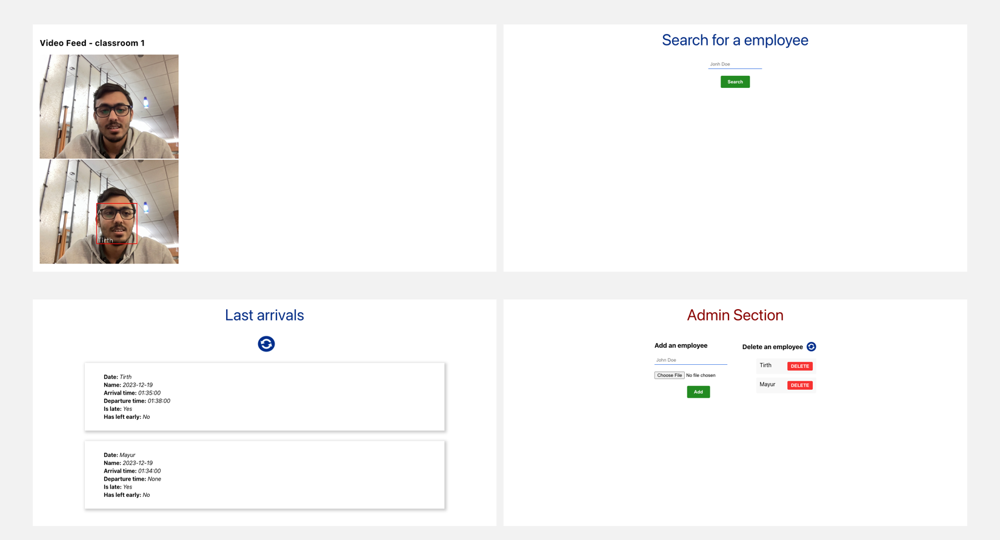 Video Feed - classroom 1
Tirth
Search for a employee
Jonh Doe
Search
Last arrivals
Date: Tirth
Name: 2023-12-19
Arrival time: 01:35:00
Departure time: 01:38:00
Is late: Yes
Has left early: No
Date: Mayur
Name: 2023-12-19
Arrival time: 01:34:00
Departure time: None
Is late: Yes
Has left early: No
Admin Section
Add an employee
John Doe
Choose File No file chosen
Add
Delete an employee
Tirth DELETE
Mayur DELETE